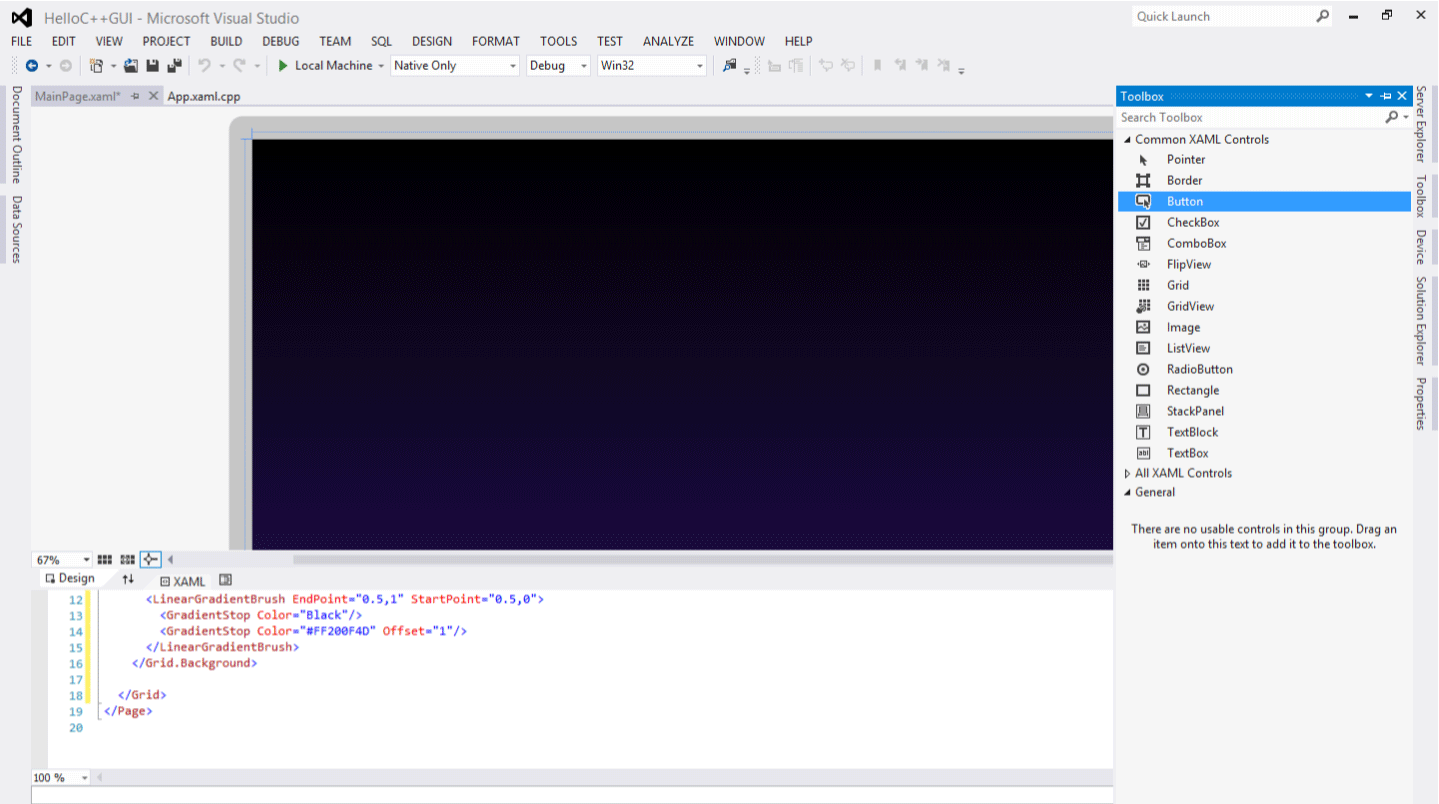 HelloC++GUI - Microsoft Visual Studio
Quick Launch
FILE EDIT VIEW PROJECT BUILD DEBUG TEAM SQL DESIGN FORMAT TOOLS TEST ANALYZE WINDOW HELP
Local Machine Native Only Debug Win32
MainPage.xaml* App.xaml.cpp
Document Outline
Data Sources
67%
Design XAML
12 <LinearGradientBrush EndPoint="0.5,1" StartPoint="0.5,0">
13 <GradientStop Color="Black"/>
14 <GradientStop Color="#FF200F4D" Offset="1"/>
15 </LinearGradientBrush>
16 </Grid.Background>
17
18 </Grid>
19 </Page>
20
100 %
Toolbox
Search Toolbox
Common XAML Controls
Pointer
Border
Button
CheckBox
ComboBox
FlipView
Grid
GridView
Image
ListView
RadioButton
Rectangle
StackPanel
TextBlock
TextBox
All XAML Controls
General
There are no usable controls in this group. Drag an
item onto this text to add it to the toolbox.
Server Explorer
Toolbox
Device
Solution Explorer
Properties